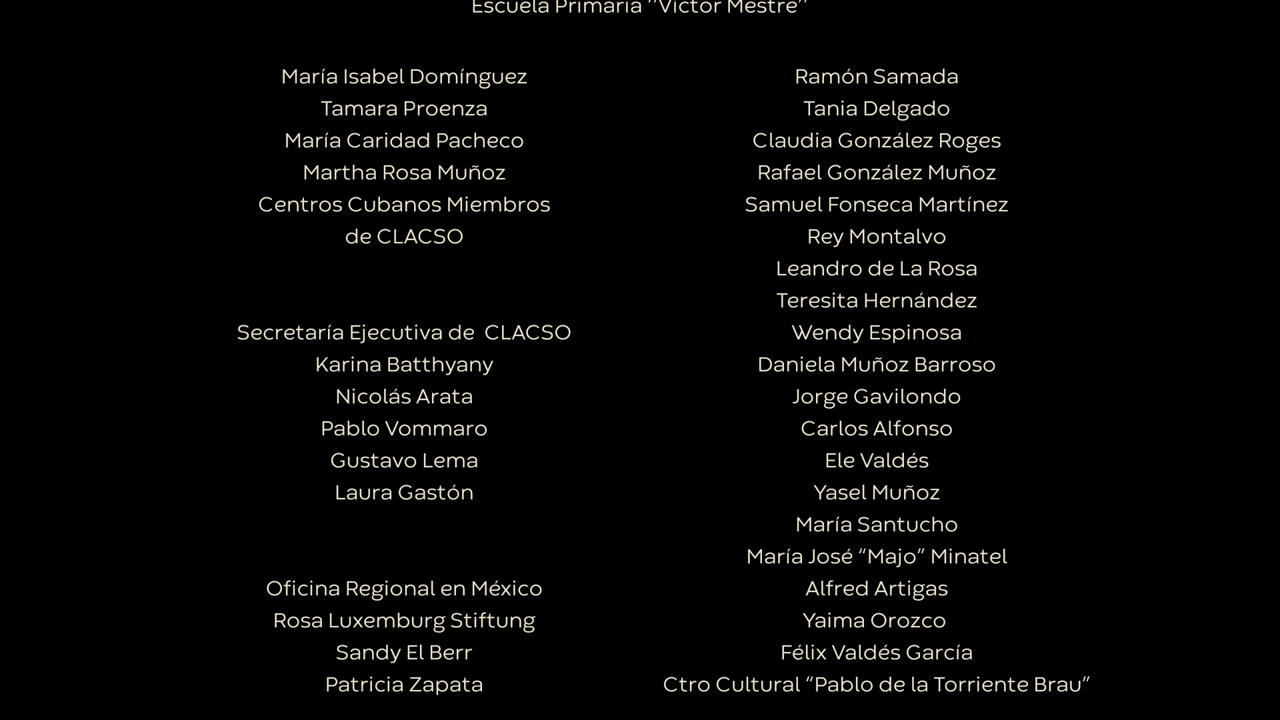 Escuela Primaria "Víctor Mestre"
María Isabel Domínguez
Tamara Proenza
María Caridad Pacheco
Martha Rosa Muñoz
Centros Cubanos Miembros
de CLACSO
Secretaría Ejecutiva de CLACSO
Karina Batthyany
Nicolás Arata
Pablo Vommaro
Gustavo Lema
Laura Gastón
Oficina Regional en México
Rosa Luxemburg Stiftung
Sandy El Berr
Patricia Zapata
Ramón Samada
Tania Delgado
Claudia González Roges
Rafael González Muñoz
Samuel Fonseca Martínez
Rey Montalvo
Leandro de La Rosa
Teresita Hernández
Wendy Espinosa
Daniela Muñoz Barroso
Jorge Gavilondo
Carlos Alfonso
Ele Valdés
Yasel Muñoz
María Santucho
María José “Majo” Minatel
Alfred Artigas
Yaima Orozco
Félix Valdés García
Ctro Cultural “Pablo de la Torriente Brau”